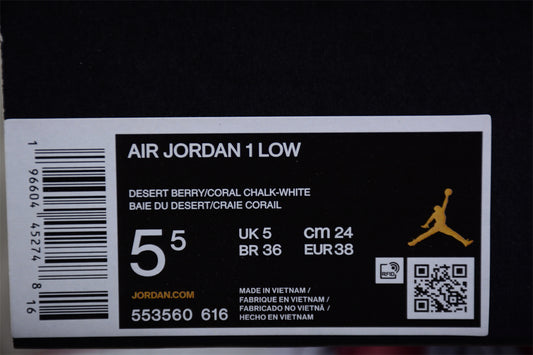 AIR JORDAN 1 LOW
DESERT BERRY/CORAL CHALK-WHITE
BAIE DU DESERT/CRAIE CORAIL
5 5
UK 5 CM 24
BR 36 EUR 38
JORDAN.COM
553560 616
MADE IN VIETNAM /
FABRIQUE EN VIETNAM /
FABRICADO NO VIETNÃ /
HECHO EN VIETNAM
RFID
1 96604 45274 8 16